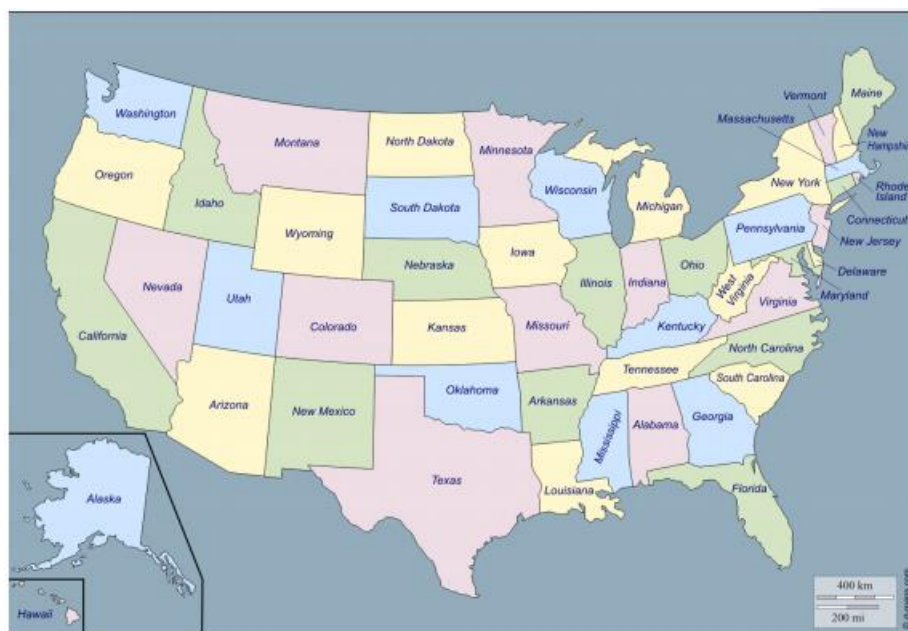 Washington
Montana
North Dakota
Minnesota
Maine
Vermont
Massachusetts
New
Hampshire
Oregon
Idaho
South Dakota
Wisconsin
Michigan
New York
Rhode
Island
Connecticut
Wyoming
Iowa
Pennsylvania
New Jersey
Nebraska
Illinois
Indiana
Ohio
Delaware
Maryland
Nevada
Utah
Colorado
Kansas
Missouri
West
Virginia
Virginia
Kentucky
California
North Carolina
Tennessee
South Carolina
Arizona
New Mexico
Oklahoma
Arkansas
Mississippi
Alabama
Georgia
Texas
Louisiana
Florida
Alaska
Hawaii
400 km
200 mi
© d-maps.com